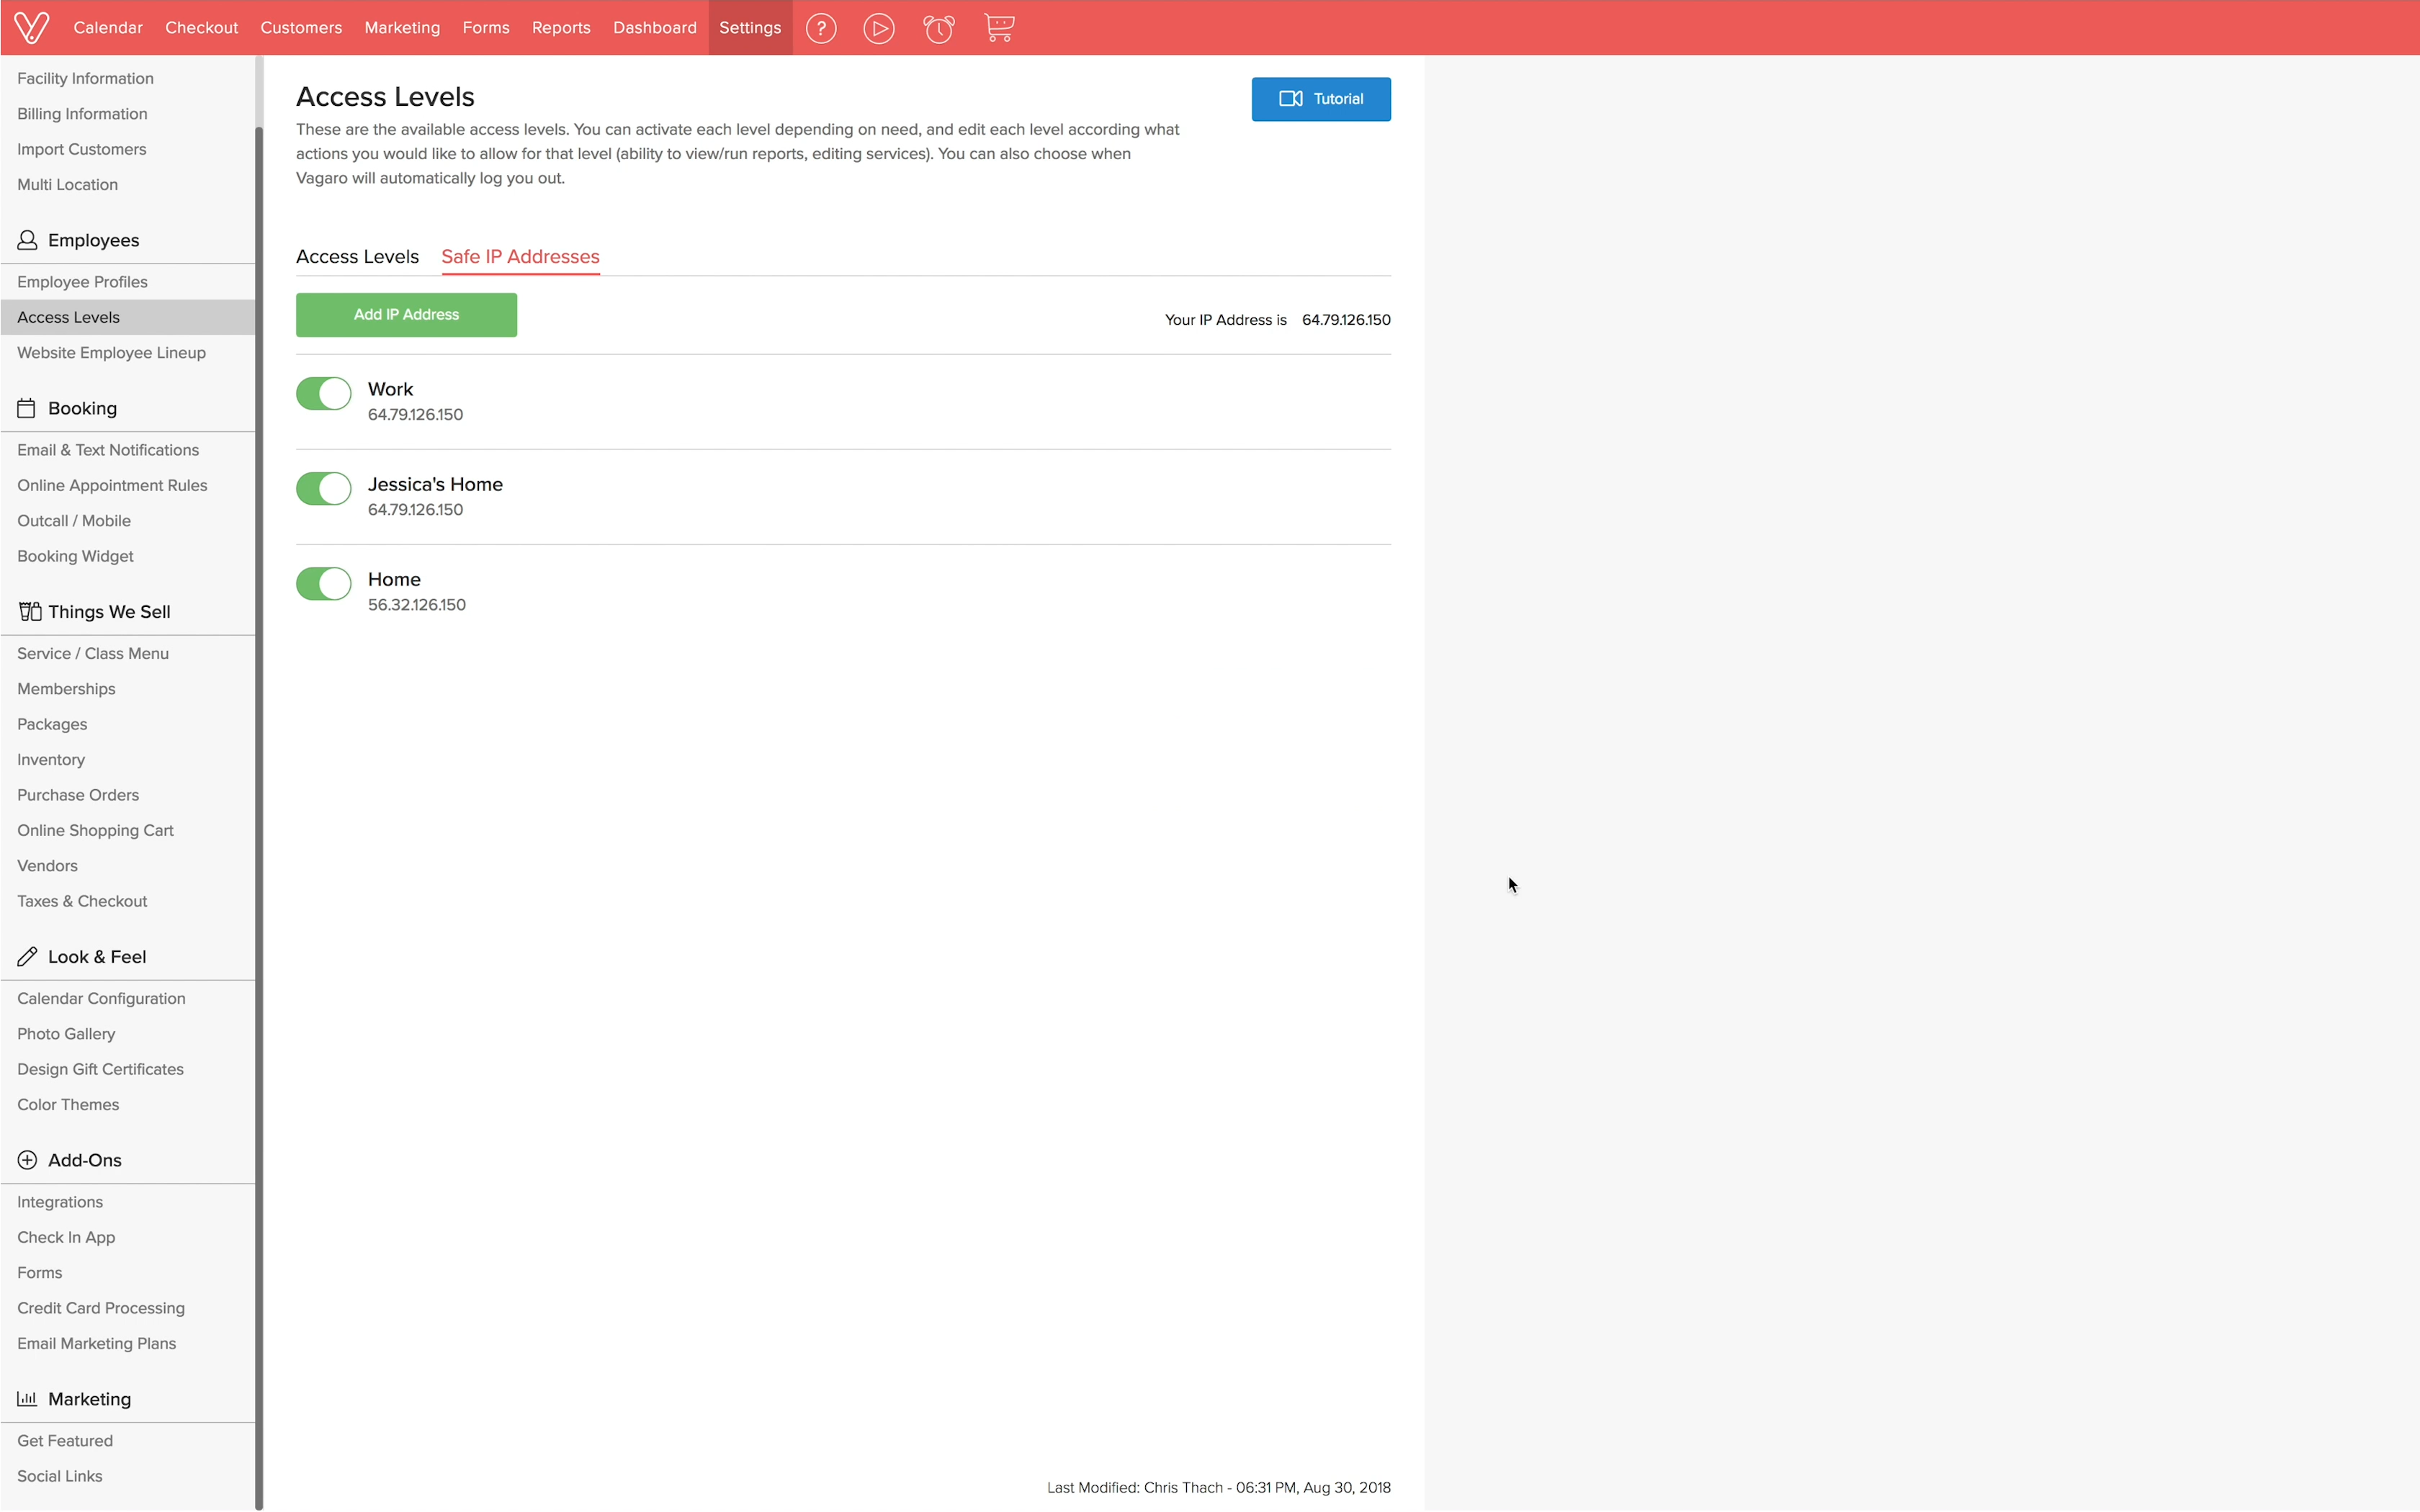 Calendar Checkout Customers Marketing Forms Reports Dashboard Settings ?
Facility Information
Billing Information
Import Customers
Multi Location
Employees
Employee Profiles
Access Levels
Website Employee Lineup
Booking
Email & Text Notifications
Online Appointment Rules
Outcall / Mobile
Booking Widget
Things We Sell
Service / Class Menu
Memberships
Packages
Inventory
Purchase Orders
Online Shopping Cart
Vendors
Taxes & Checkout
Look & Feel
Calendar Configuration
Photo Gallery
Design Gift Certificates
Color Themes
Add-Ons
Integrations
Check In App
Forms
Credit Card Processing
Email Marketing Plans
Marketing
Get Featured
Social Links
Access Levels
Tutorial
These are the available access levels. You can activate each level depending on need, and edit each level according what
actions you would like to allow for that level (ability to view/run reports, editing services). You can also choose when
Vagaro will automatically log you out.
Access Levels Safe IP Addresses
Add IP Address
Your IP Address is 64.79.126.150
Work
64.79.126.150
Jessica's Home
64.79.126.150
Home
56.32.126.150
Last Modified: Chris Thach - 06:31 PM, Aug 30, 2018